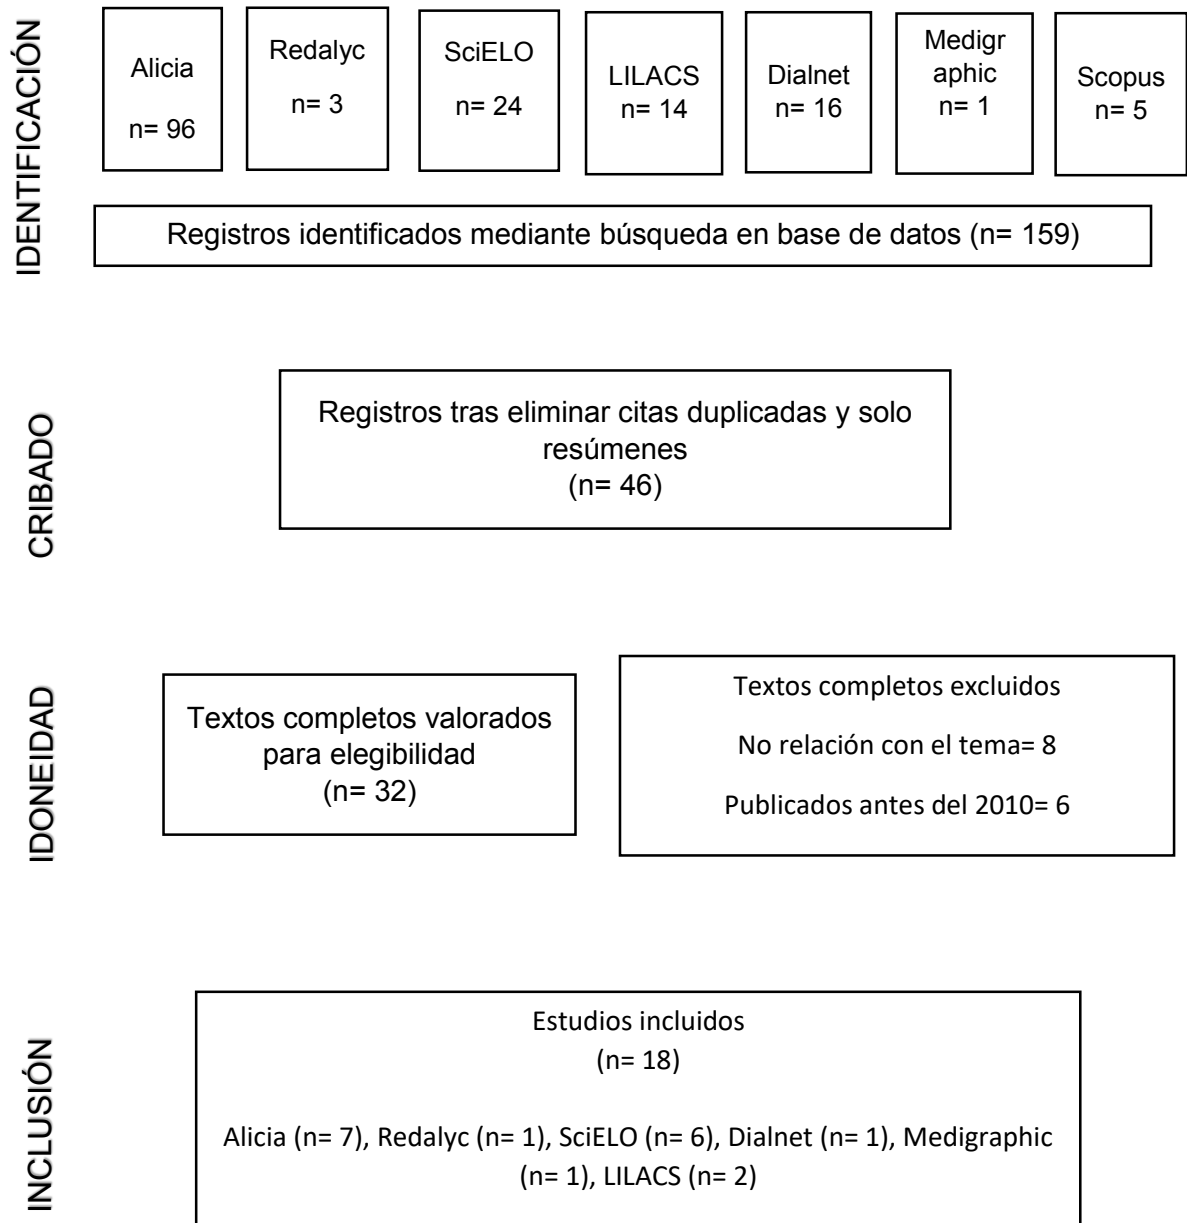 IDENTIFICACIÓN
Alicia
n= 96
Redalyc
n= 3
SciELO
n= 24
LILACS
n= 14
Dialnet
n= 16
Medigr
aphic
n= 1
Scopus
n= 5
Registros identificados mediante búsqueda en base de datos (n= 159)
CRIBADO
Registros tras eliminar citas duplicadas y solo
resúmenes
(n= 46)
IDONEIDAD
Textos completos valorados
para elegibilidad
(n= 32)
Textos completos excluidos
No relación con el tema= 8
Publicados antes del 2010= 6
INCLUSIÓN
Estudios incluidos
(n= 18)
Alicia (n= 7), Redalyc (n= 1), SciELO (n= 6), Dialnet (n= 1), Medigraphic
(n= 1), LILACS (n= 2)